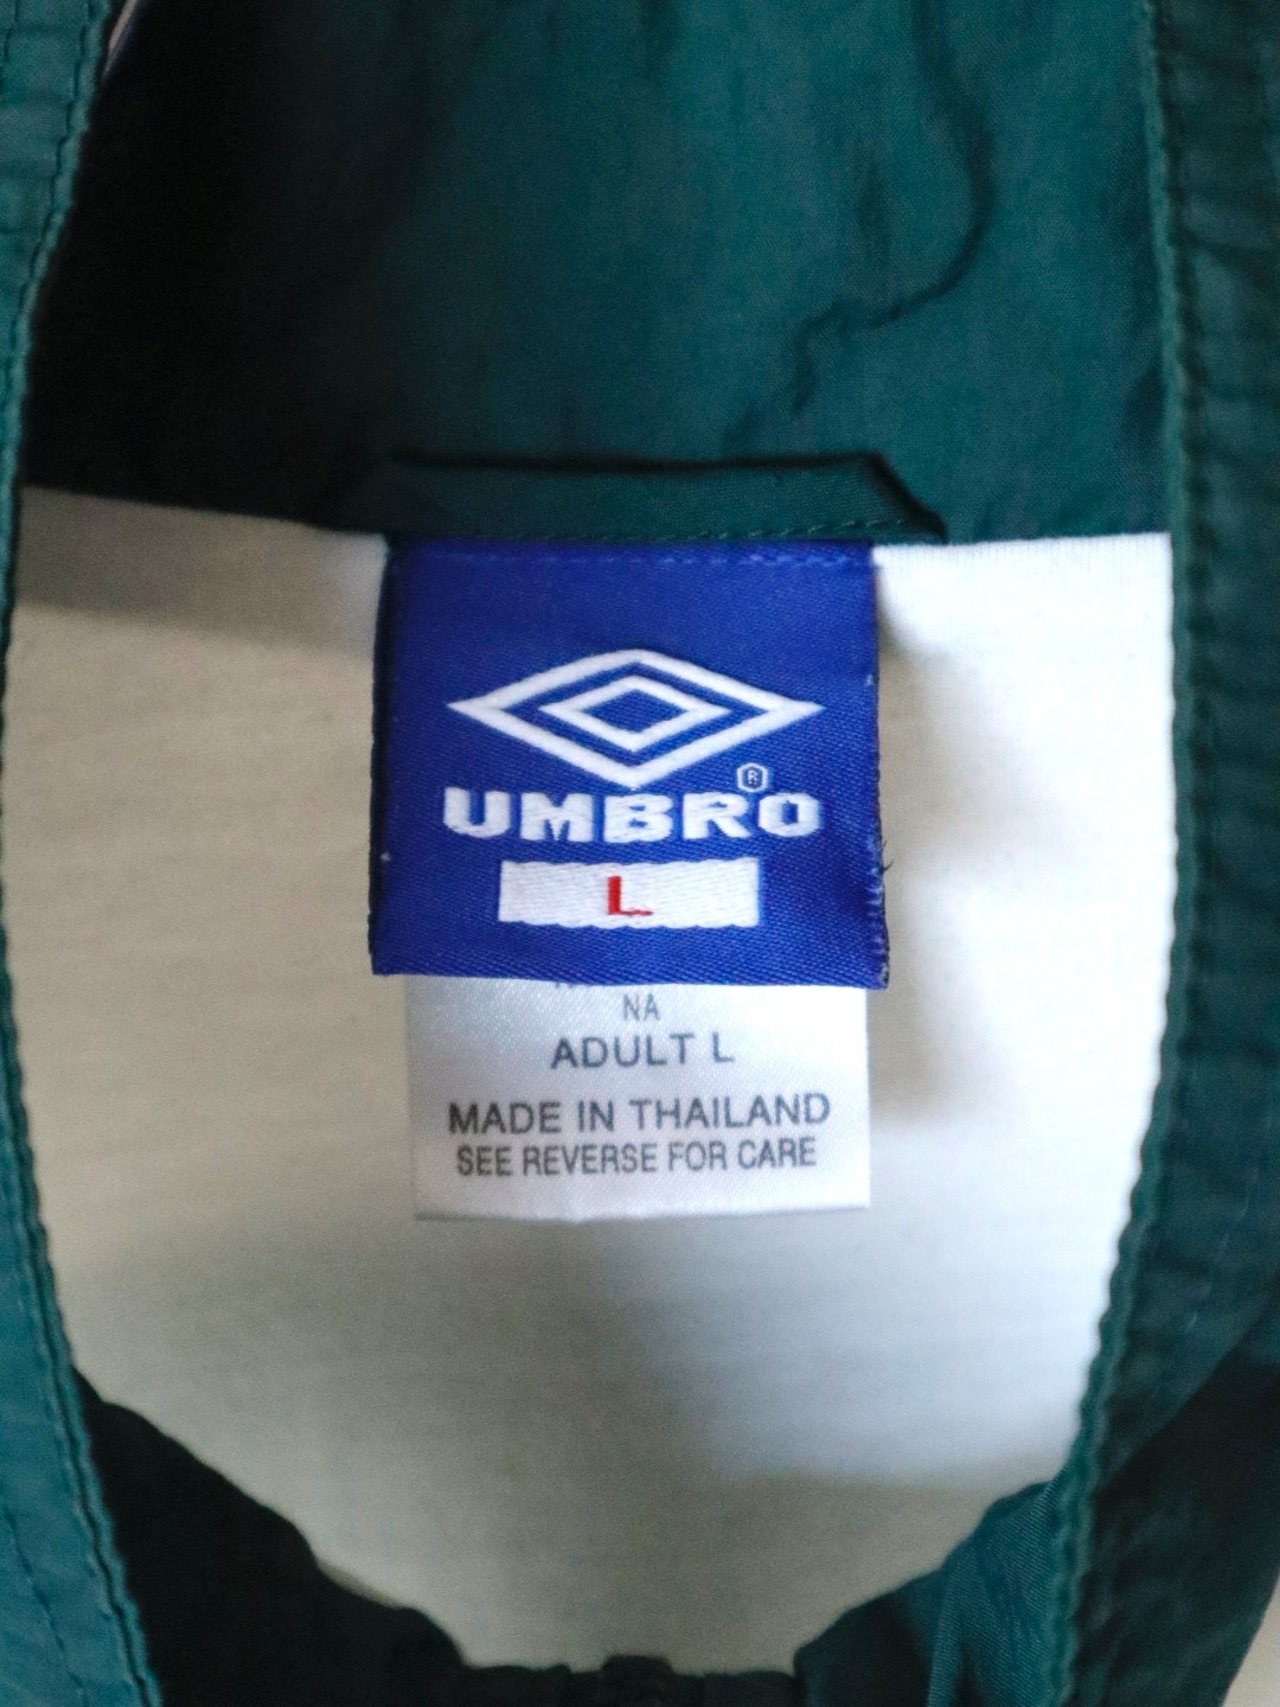 ®
UMBRO
L
NA
ADULT L
MADE IN THAILAND
SEE REVERSE FOR CARE